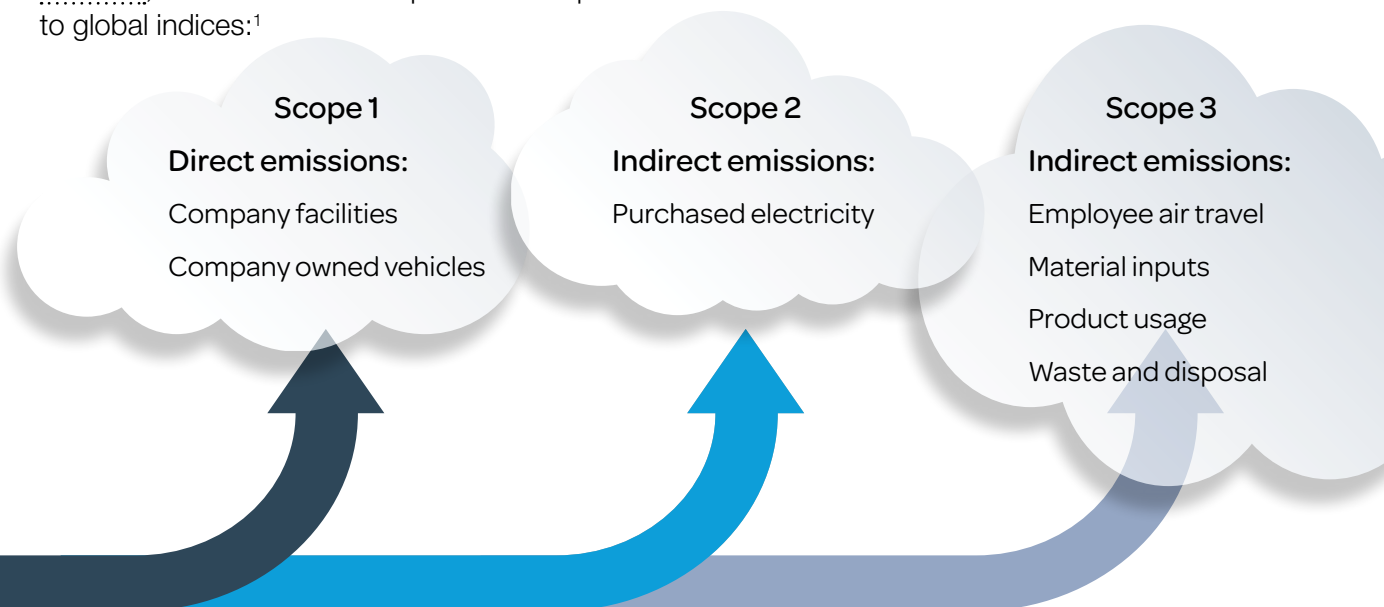 to global indices:¹
Scope 1
Direct emissions:
Company facilities
Company owned vehicles
Scope 2
Indirect emissions:
Purchased electricity
Scope 3
Indirect emissions:
Employee air travel
Material inputs
Product usage
Waste and disposal